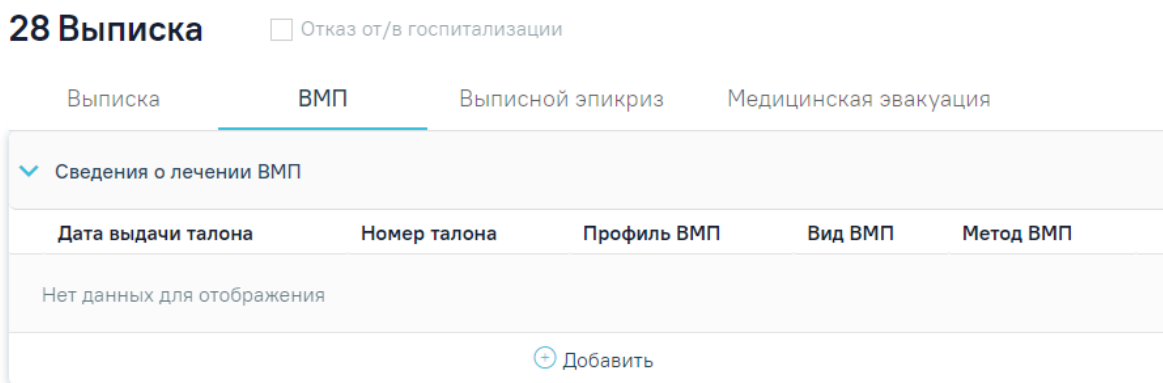 28 Выписка Отказ от/в госпитализации
Выписка ВМП Выписной эпикриз Медицинская эвакуация
Сведения о лечении ВМП
Дата выдачи талона Номер талона Профиль ВМП Вид ВМП Метод ВМП
Нет данных для отображения
Добавить